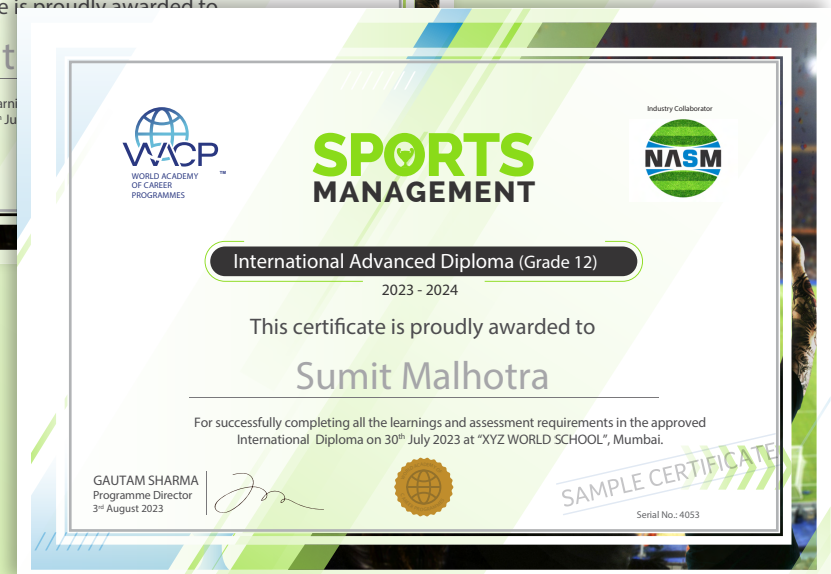 e is proudly awarded to
t
arni
Ju
WACP
™
WORLD ACADEMY
OF CAREER
PROGRAMMES
SPORTS
MANAGEMENT
Industry Collaborator
NASM
International Advanced Diploma (Grade 12)
2023 - 2024
This certificate is proudly awarded to
Sumit Malhotra
For successfully completing all the learnings and assessment requirements in the approved
International Diploma on 30th July 2023 at “XYZ WORLD SCHOOL”, Mumbai.
GAUTAM SHARMA
Programme Director
3rd August 2023
SAMPLE CERTIFICATE
Serial No.: 4053